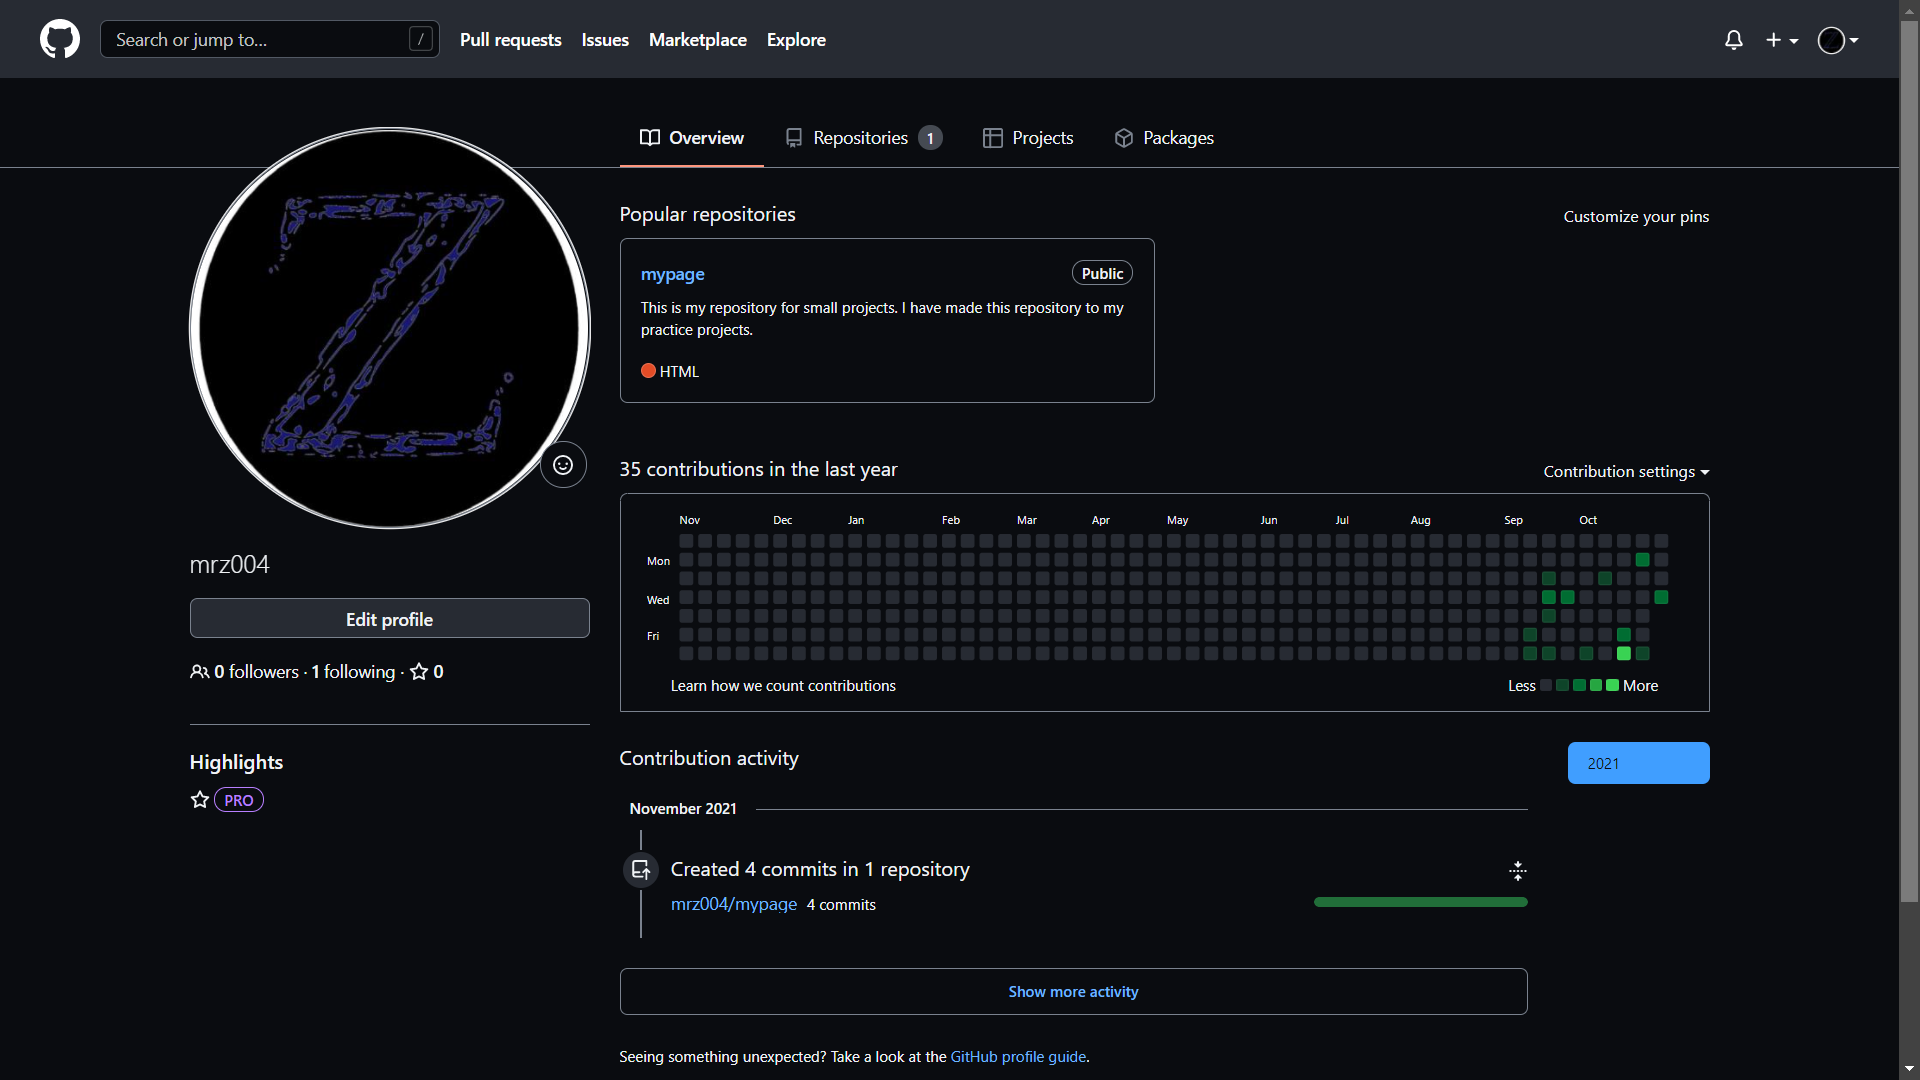 Search or jump to... /
Pull requests
Issues
Marketplace
Explore
Overview
Repositories 1
Projects
Packages
Z
mrz004
Edit profile
0 followers · 1 following · 0
Highlights
PRO
Popular repositories
Customize your pins
mypage
Public
This is my repository for small projects. I have made this repository to my
practice projects.
HTML
35 contributions in the last year
Contribution settings
Nov Dec Jan Feb Mar Apr May Jun Jul Aug Sep Oct
Mon
Wed
Fri
Learn how we count contributions
Less More
Contribution activity
2021
November 2021
Created 4 commits in 1 repository
mrz004/mypage 4 commits
Show more activity
Seeing something unexpected? Take a look at the GitHub profile guide.